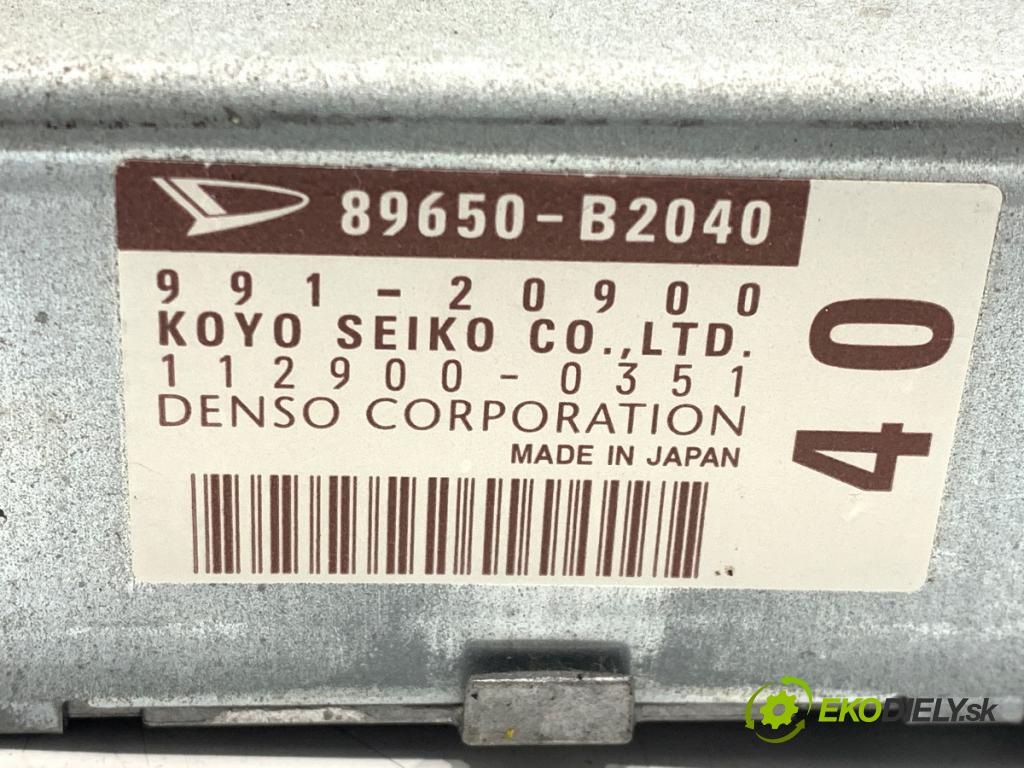 89650-B2040
991-20900
KOYO SEIKO CO.,LTD.
112900-0351
DENSO CORPORATION
MADE IN JAPAN
40
EKODIELY.sk